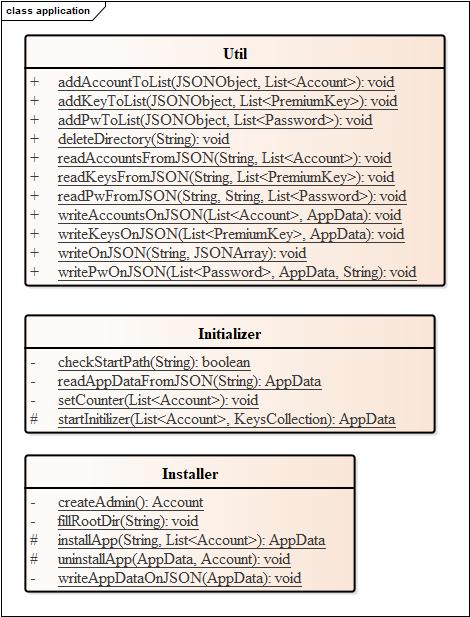 class application
Util
+ addAccountToList(JSONObject, List<Account>): void
+ addKeyToList(JSONObject, List<PremiumKey>): void
+ addPwToList(JSONObject, List<Password>): void
+ deleteDirectory(String): void
+ readAccountsFromJSON(String, List<Account>): void
+ readKeysFromJSON(String, List<PremiumKey>): void
+ readPwFromJSON(String, String, List<Password>): void
+ writeAccountsOnJSON(List<Account>, AppData): void
+ writeKeysOnJSON(List<PremiumKey>, AppData): void
+ writeOnJSON(String, JSONArray): void
+ writePwOnJSON(List<Password>, AppData, String): void
Initializer
- checkStartPath(String): boolean
- readAppDataFromJSON(String): AppData
- setCounter(List<Account>): void
# startInitilizer(List<Account>, KeysCollection): AppData
Installer
- createAdmin(): Account
- fillRootDir(String): void
# installApp(String, List<Account>): AppData
# uninstallApp(AppData, Account): void
- writeAppDataOnJSON(AppData): void